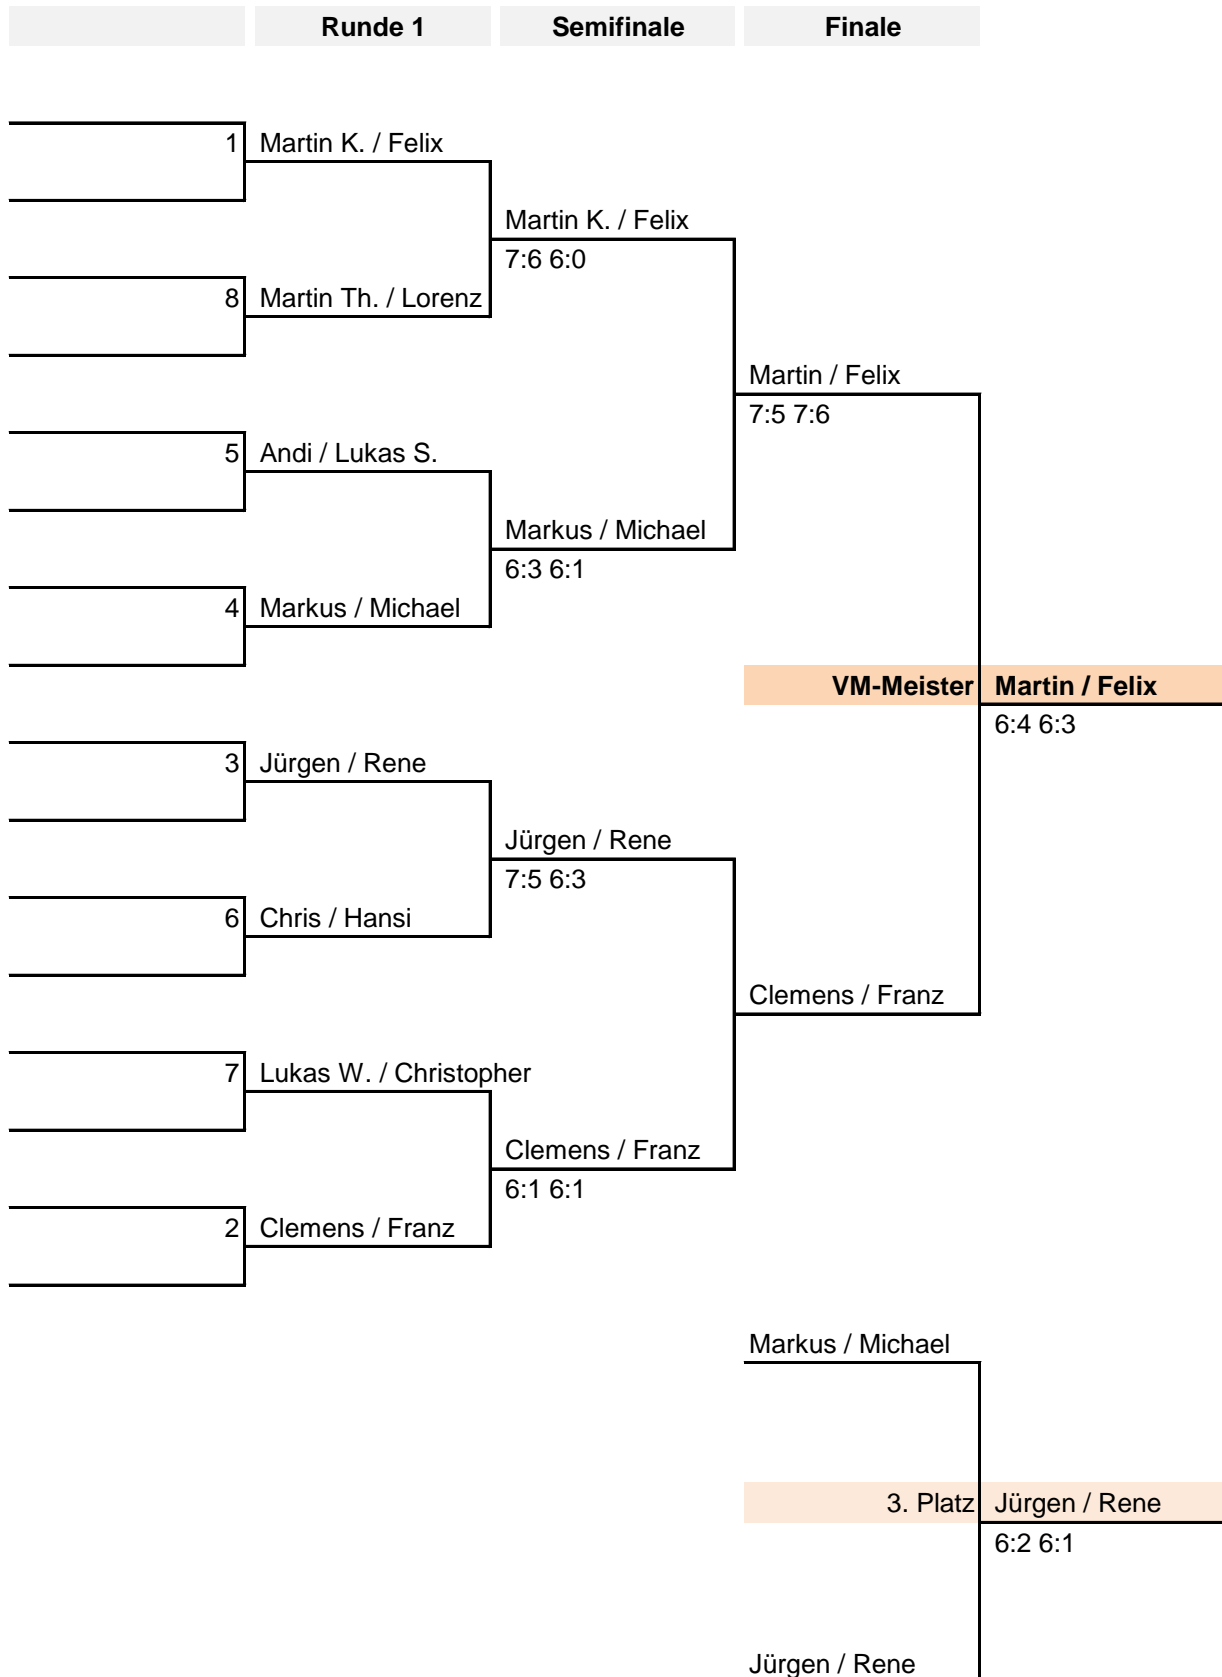 Runde 1 Semifinale Finale
1 Martin K. / Felix
Martin K. / Felix
7:6 6:0
8 Martin Th. / Lorenz
Martin / Felix
7:5 7:6
5 Andi / Lukas S.
Markus / Michael
6:3 6:1
4 Markus / Michael
VM-Meister Martin / Felix
6:4 6:3
3 Jürgen / Rene
Jürgen / Rene
7:5 6:3
6 Chris / Hansi
Clemens / Franz
7 Lukas W. / Christopher
Clemens / Franz
6:1 6:1
2 Clemens / Franz
Markus / Michael
3. Platz Jürgen / Rene
6:2 6:1
Jürgen / Rene